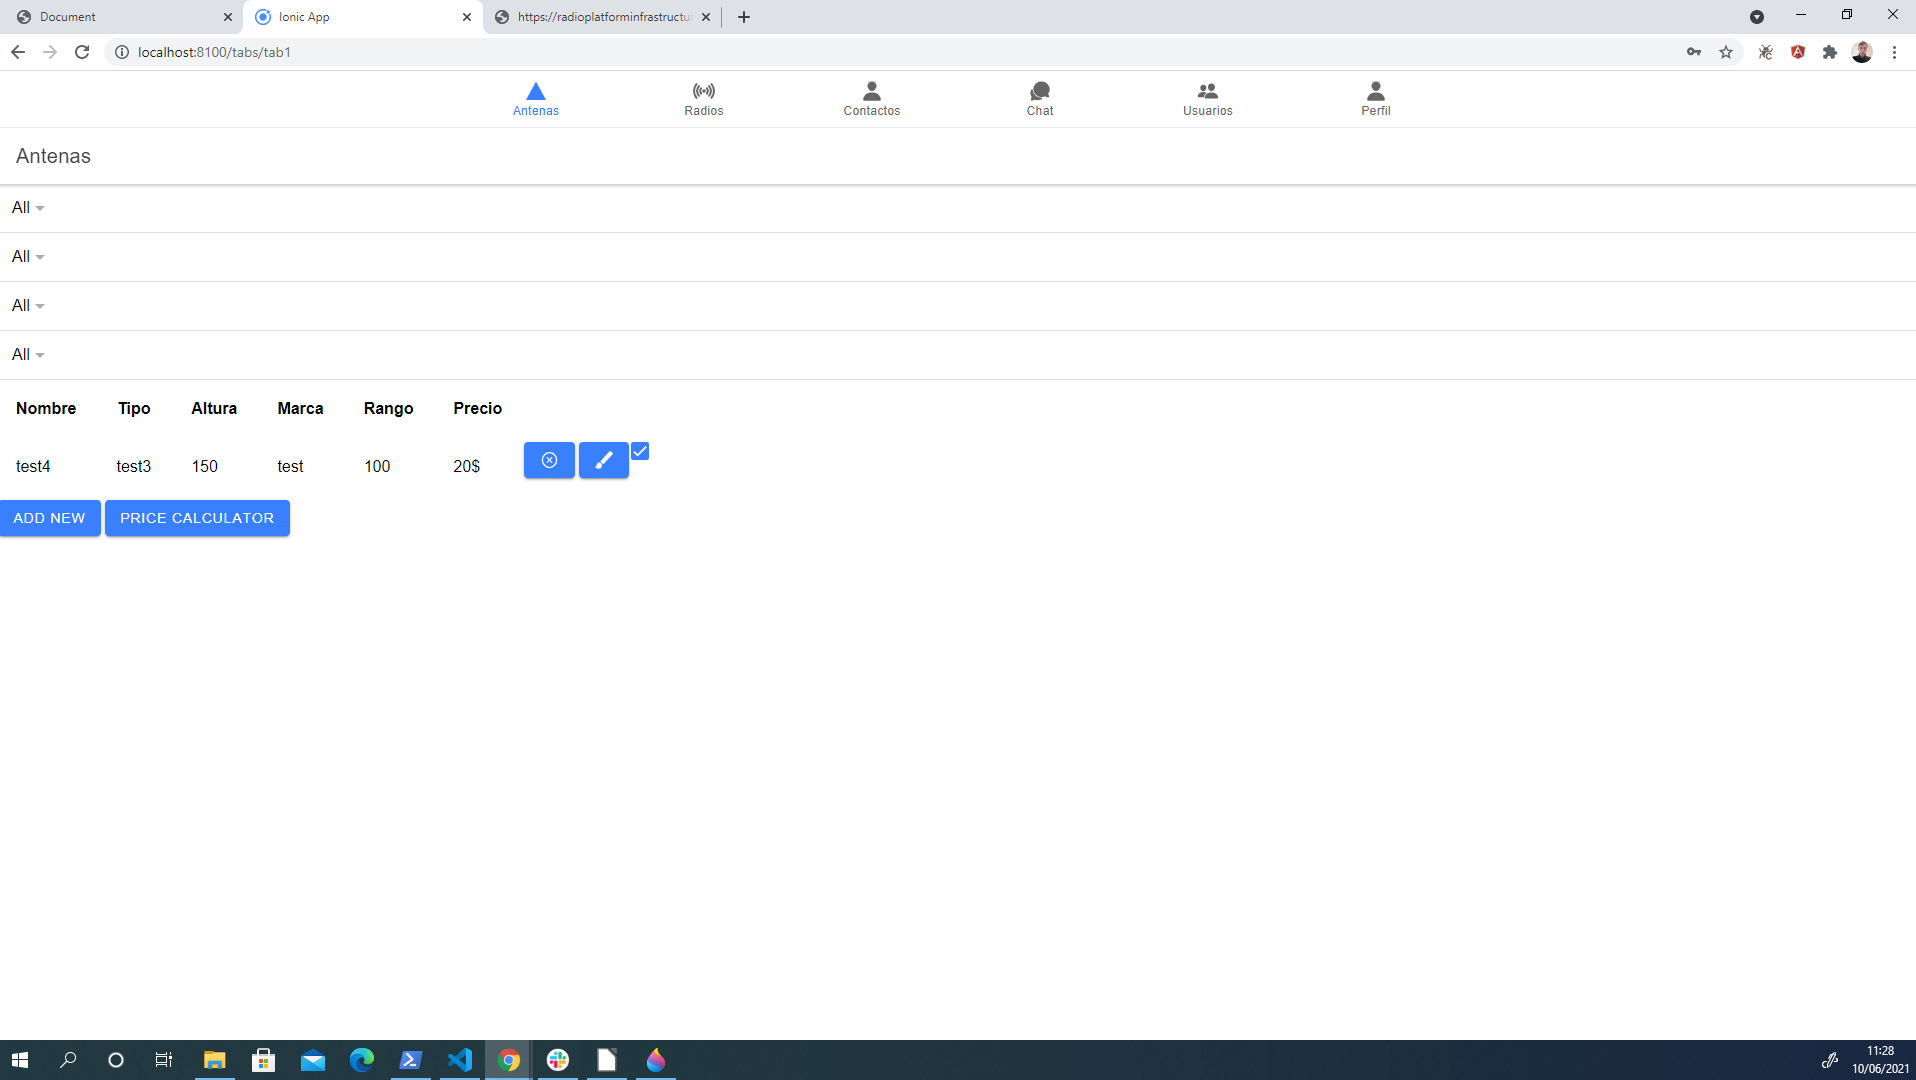 Document
Ionic App
https://radioplatforminfrastructu
localhost:8100/tabs/tab1
Antenas
Radios
Contactos
Chat
Usuarios
Perfil
Antenas
All
All
All
All
Nombre Tipo Altura Marca Rango Precio
test4 test3 150 test 100 20$
ADD NEW PRICE CALCULATOR
11:28
10/06/2021